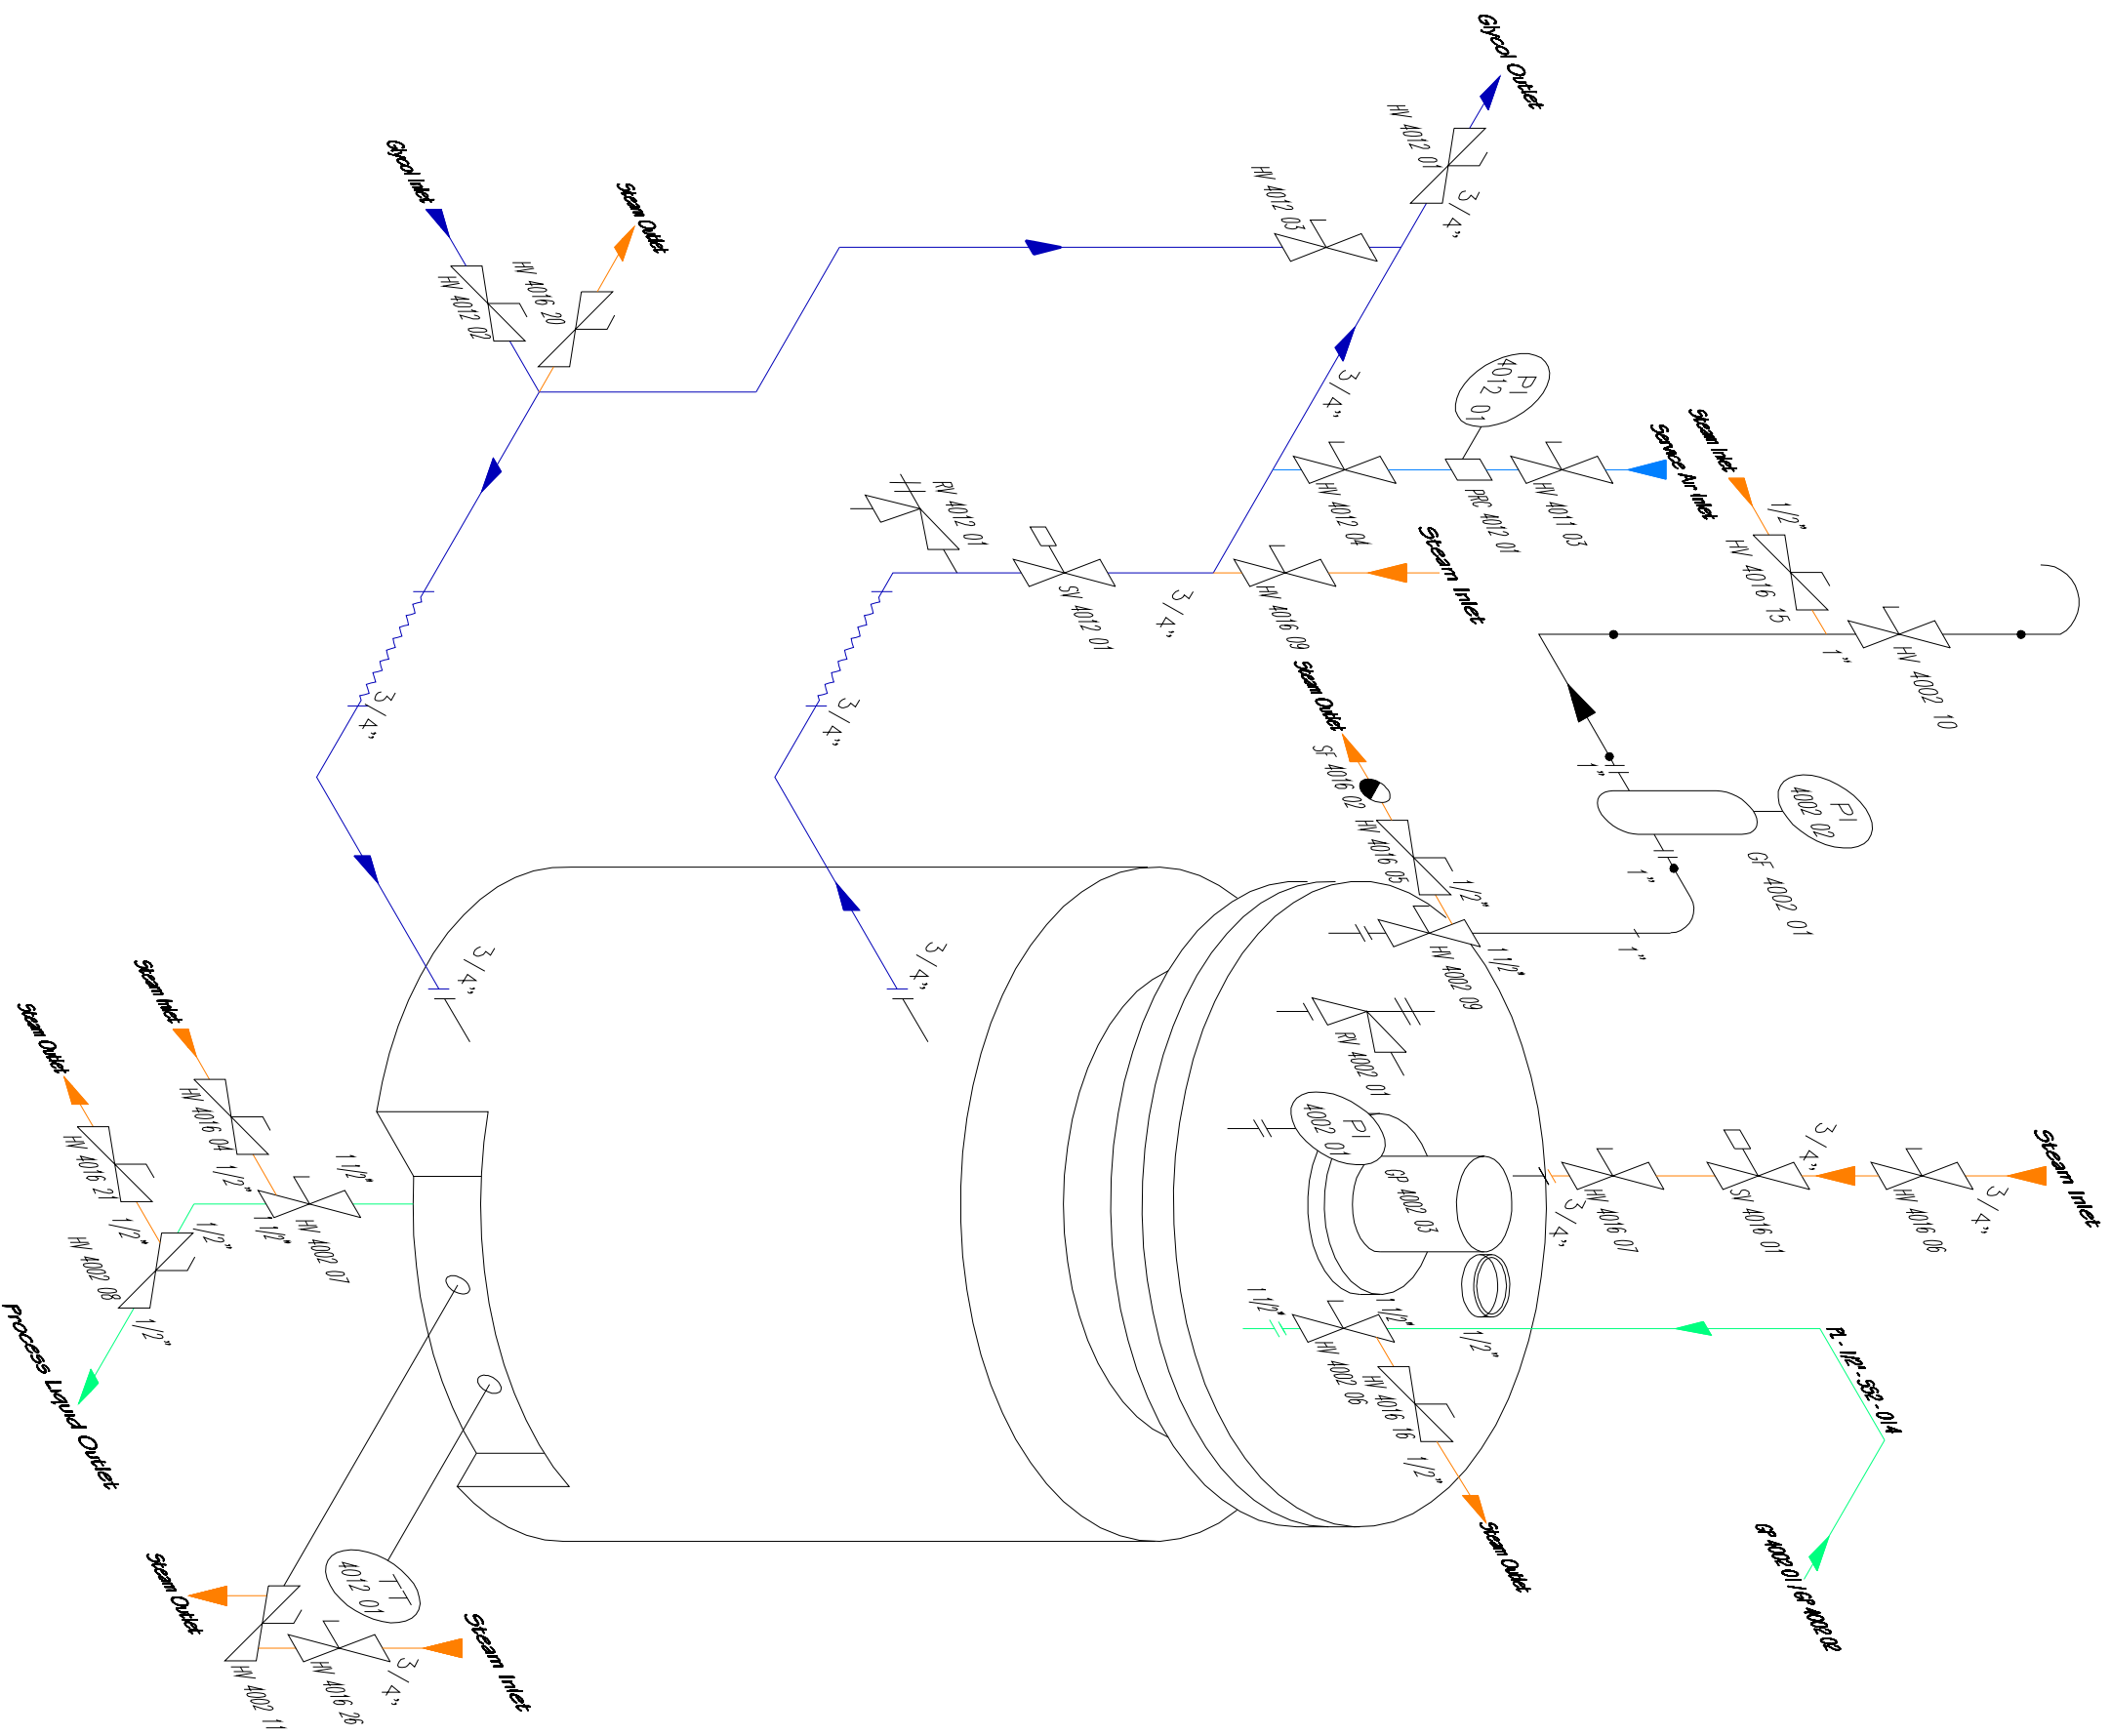 Glycol Outlet
HV 4012 01
3/4"
HV 4012 03
Glycol Inlet
HV 4012 02
Steam Outlet
HV 4016 20
3/4"
PI
4012 01
HV 4012 04
PRC 4012 01
HV 4011 03
Service Air Inlet
Steam Inlet
1/2"
HV 4016 15
1"
HV 4002 10
RV 4012 01
SV 4012 01
3/4"
HV 4016 09
Steam Inlet
3/4"
3/4"
Steam Outlet
SF 4016 02
HV 4016 05
1/2"
1"
PI
4002 02
GF 4002 01
1"
1"
HV 4002 09
1 1/2"
3/4"
3/4"
RV 4002 01
PI
4002 01
GP 4002 03
Steam Inlet
HV 4016 04
1/2"
Steam Outlet
HV 4016 21
1/2"
1 1/2"
HV 4002 07
1 1/2"
1/2"
HV 4002 08
1/2"
Process Liquid Outlet
3/4"
HV 4016 07
SV 4016 01
3/4"
HV 4016 06
3/4"
Steam Inlet
1 1/2"
HV 4002 06
1 1/2"
1/2"
HV 4016 16
1/2"
Steam Outlet
PL - 1/2" - SS2 - 014
GP 4002 01 / GP 4002 02
Steam Outlet
TT
4012 01
HV 4002 11
HV 4016 26
3/4"
Steam Inlet